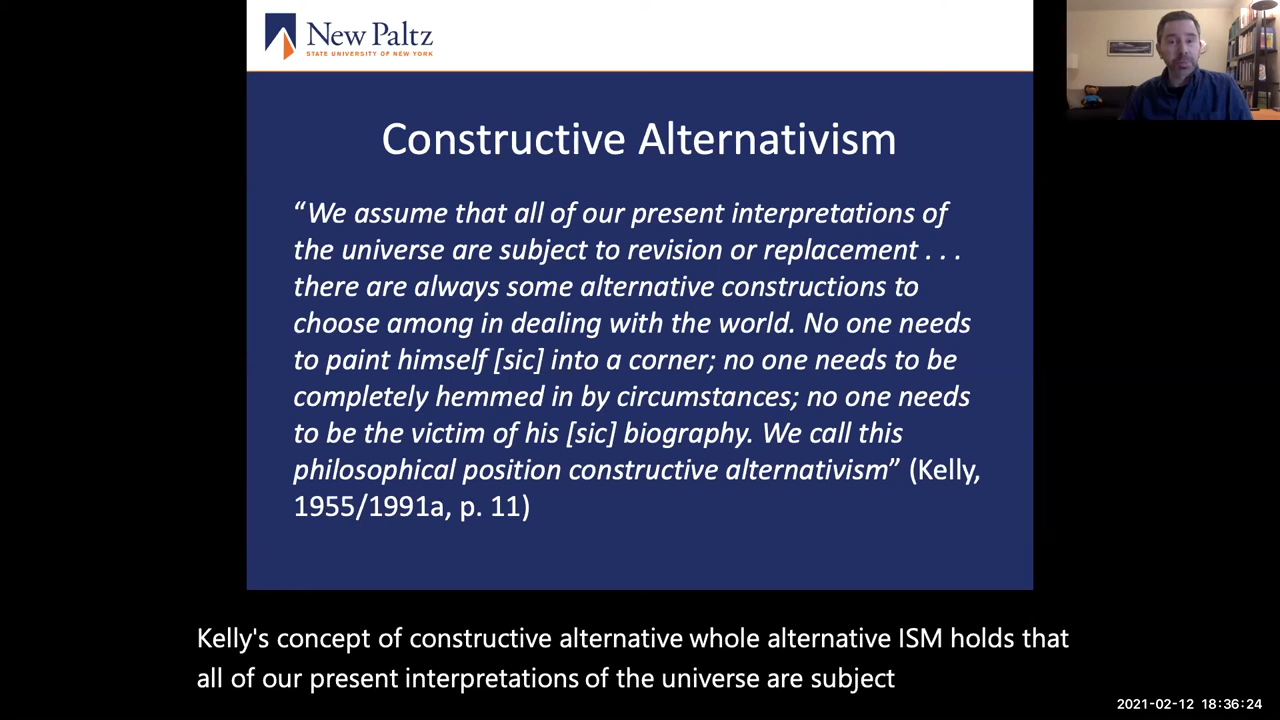 New Paltz
STATE UNIVERSITY OF NEW YORK
Constructive Alternativism
“We assume that all of our present interpretations of
the universe are subject to revision or replacement . . .
there are always some alternative constructions to
choose among in dealing with the world. No one needs
to paint himself [sic] into a corner; no one needs to be
completely hemmed in by circumstances; no one needs
to be the victim of his [sic] biography. We call this
philosophical position constructive alternativism” (Kelly,
1955/1991a, p. 11)
Kelly's concept of constructive alternative whole alternative ISM holds that
all of our present interpretations of the universe are subject
2021-02-12 18:36:24